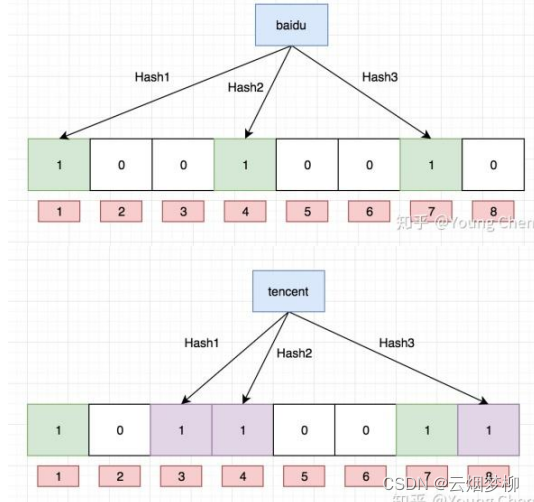 baidu
Hash1
Hash2
Hash3
1 0 0 1 0 0 1 0
1 2 3 4 5 6 7 8
知乎 @Young Chen
tencent
Hash1
Hash2
Hash3
1 0 1 1 0 0 1 1
1 2 3 4 5 6 7 8
CSDN @云烟梦柳
知乎 @Young Chen